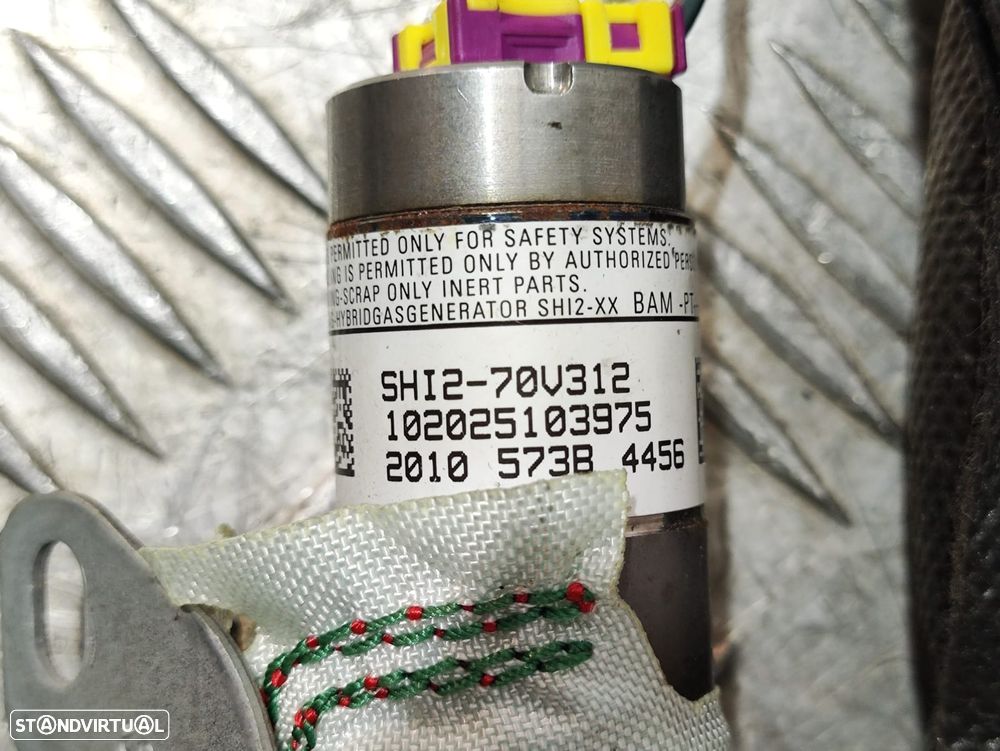 PERMITTED ONLY FOR SAFETY SYSTEMS.
IS PERMITTED ONLY BY AUTHORIZED
SCRAP ONLY INERT PARTS.
HYBRIDGASGENERATOR SHI2-XX BAM -PT-
SHI2-70V312
102025103975
2010 573B 4456
STANDVIRTUAL